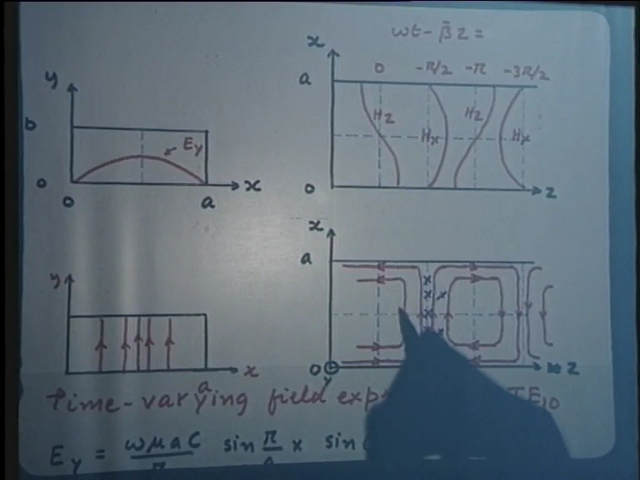 ωt - β̄z =
y
b
0
0
a
x
Ey
x
a
0
0
-π/2
-π
-3π/2
Hz
Hx
Hz
Hx
z
y
a
x
x
a
0
y
x x x x x
z
Time-varying field exp TE10
Ey = ωμaC sin π x sin